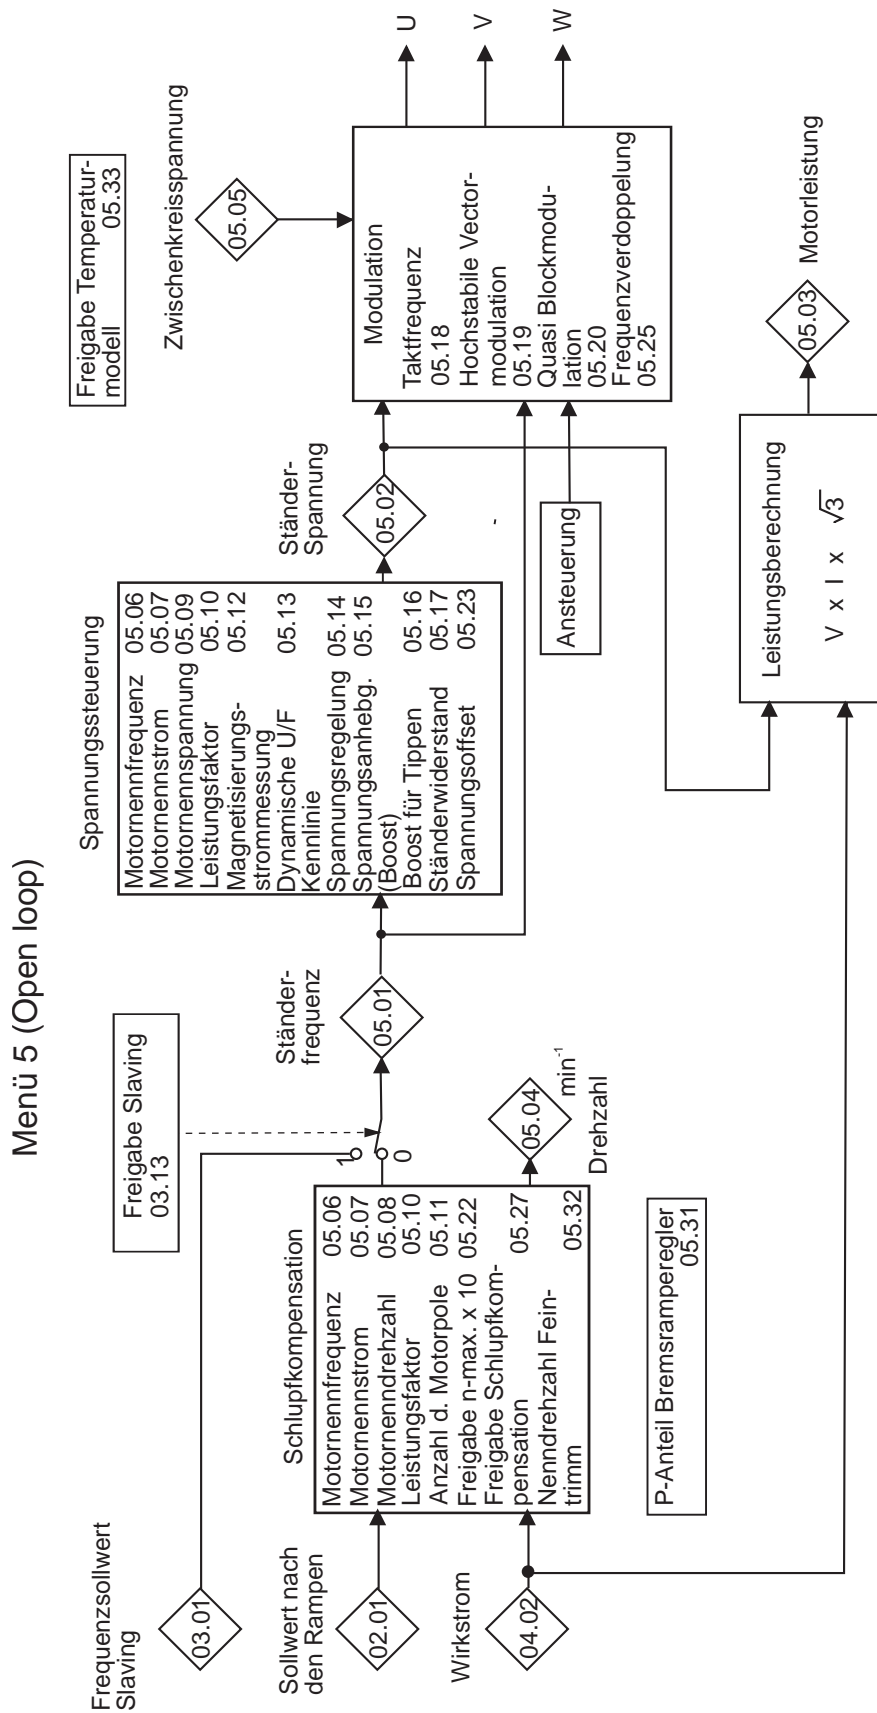 Menü 5 (Open loop)
Frequenzsollwert
Slaving
03.01
Sollwert nach
den Rampen
02.01
Wirkstrom
04.02
Freigabe Slaving
03.13
1
0
Schlupfkompensation
Motornennfrequenz 05.06
Motornennstrom 05.07
Motornenndrehzahl 05.08
Leistungsfaktor 05.10
Anzahl d. Motorpole 05.11
Freigabe n-max. x 10 05.22
Freigabe Schlupfkom-
pensation 05.27
Nenndrehzahl Fein-
trimm 05.32
P-Anteil Bremsramperegler
05.31
Ständer-
frequenz
05.01
05.04
min-1
Drehzahl
Spannungssteuerung
Motornennfrequenz 05.06
Motornennstrom 05.07
Motornennspannung 05.09
Leistungsfaktor 05.10
Magnetisierungs- 05.12
strommessung
Dynamische U/F 05.13
Kennlinie
Spannungsregelung 05.14
Spannungsanhebg. 05.15
(Boost)
Boost für Tippen 05.16
Ständerwiderstand 05.17
Spannungsoffset 05.23
Ständer-
Spannung
05.02
Ansteuerung
Freigabe Temperatur-
modell 05.33
Zwischenkreisspannung
05.05
Modulation
Taktfrequenz
05.18
Hochstabile Vector-
modulation
05.19
Quasi Blockmodu-
lation
05.20
Frequenzverdoppelung
05.25
U
V
W
Leistungsberechnung
V x I x √3
05.03
Motorleistung